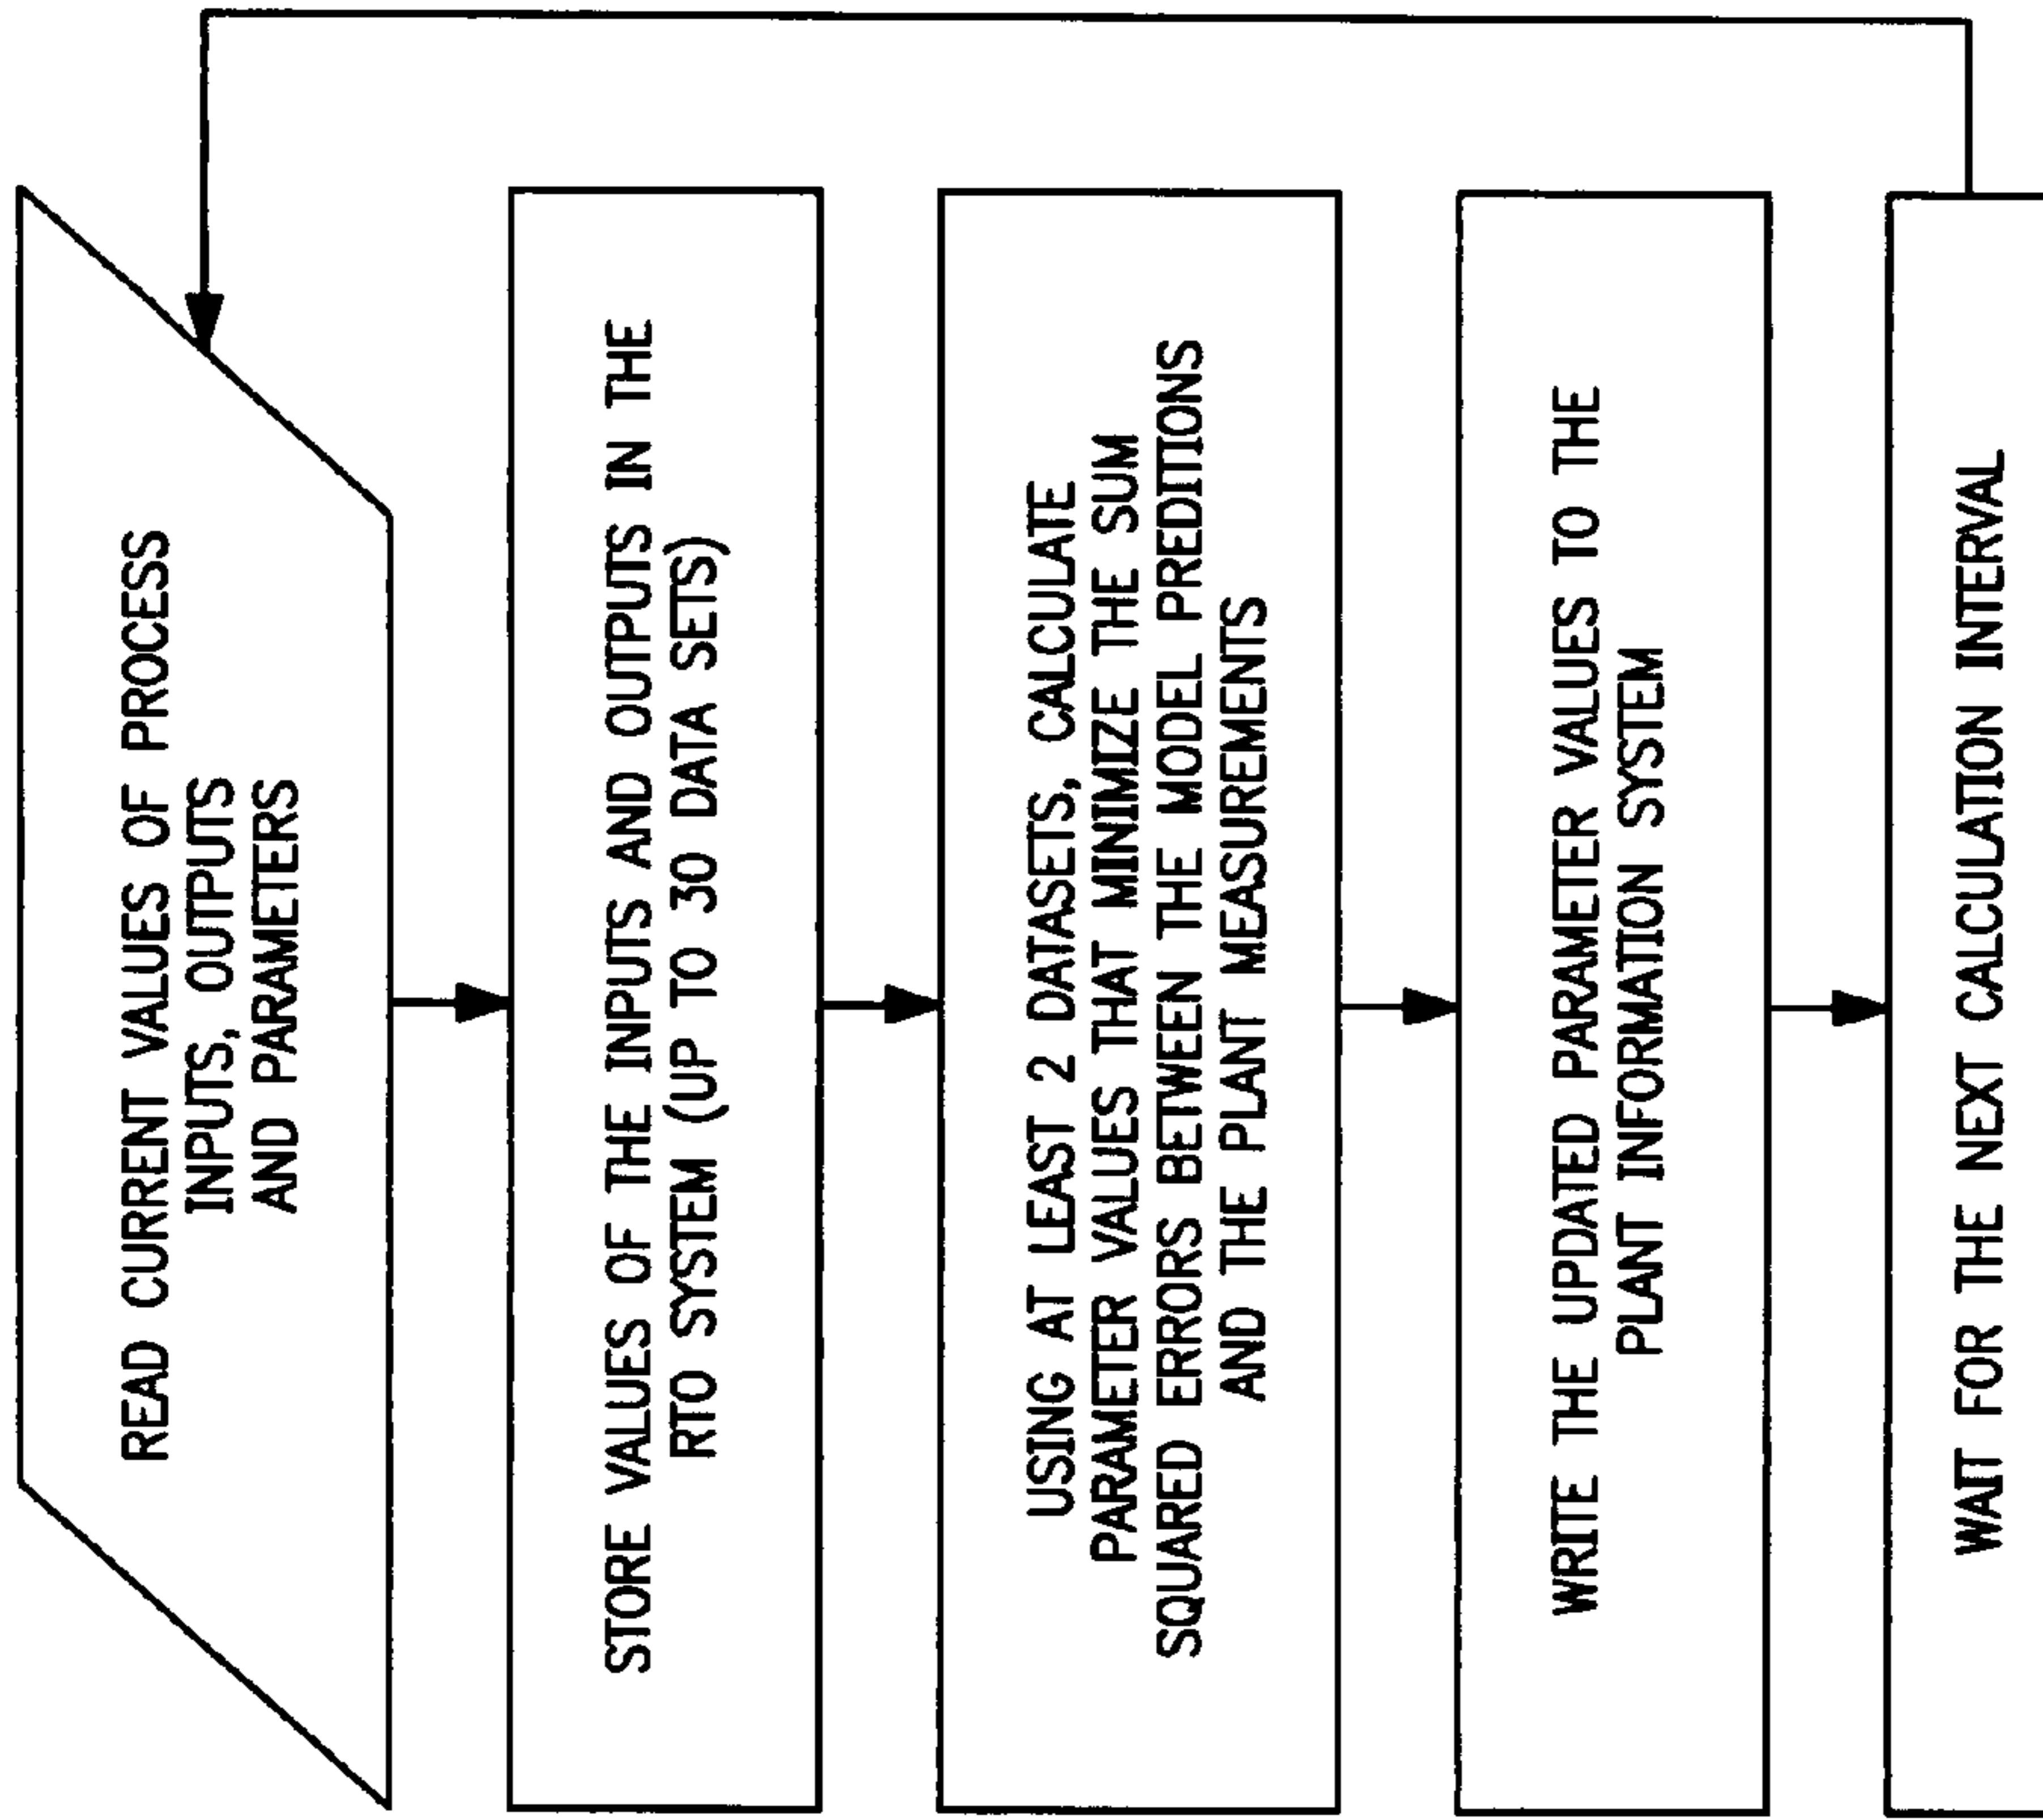 READ CURRENT VALUES OF PROCESS
INPUTS, OUTPUTS
AND PARAMETERS
STORE VALUES OF THE INPUTS AND OUTPUTS IN THE
RTO SYSTEM (UP TO 30 DATA SETS)
USING AT LEAST 2 DATASETS, CALCULATE
PARAMETER VALUES THAT MINIMIZE THE SUM
SQUARED ERRORS BETWEEN THE MODEL PREDITIONS
AND THE PLANT MEASUREMENTS
WRITE THE UPDATED PARAMETER VALUES TO THE
PLANT INFORMATION SYSTEM
WAIT FOR THE NEXT CALCULATION INTERVAL